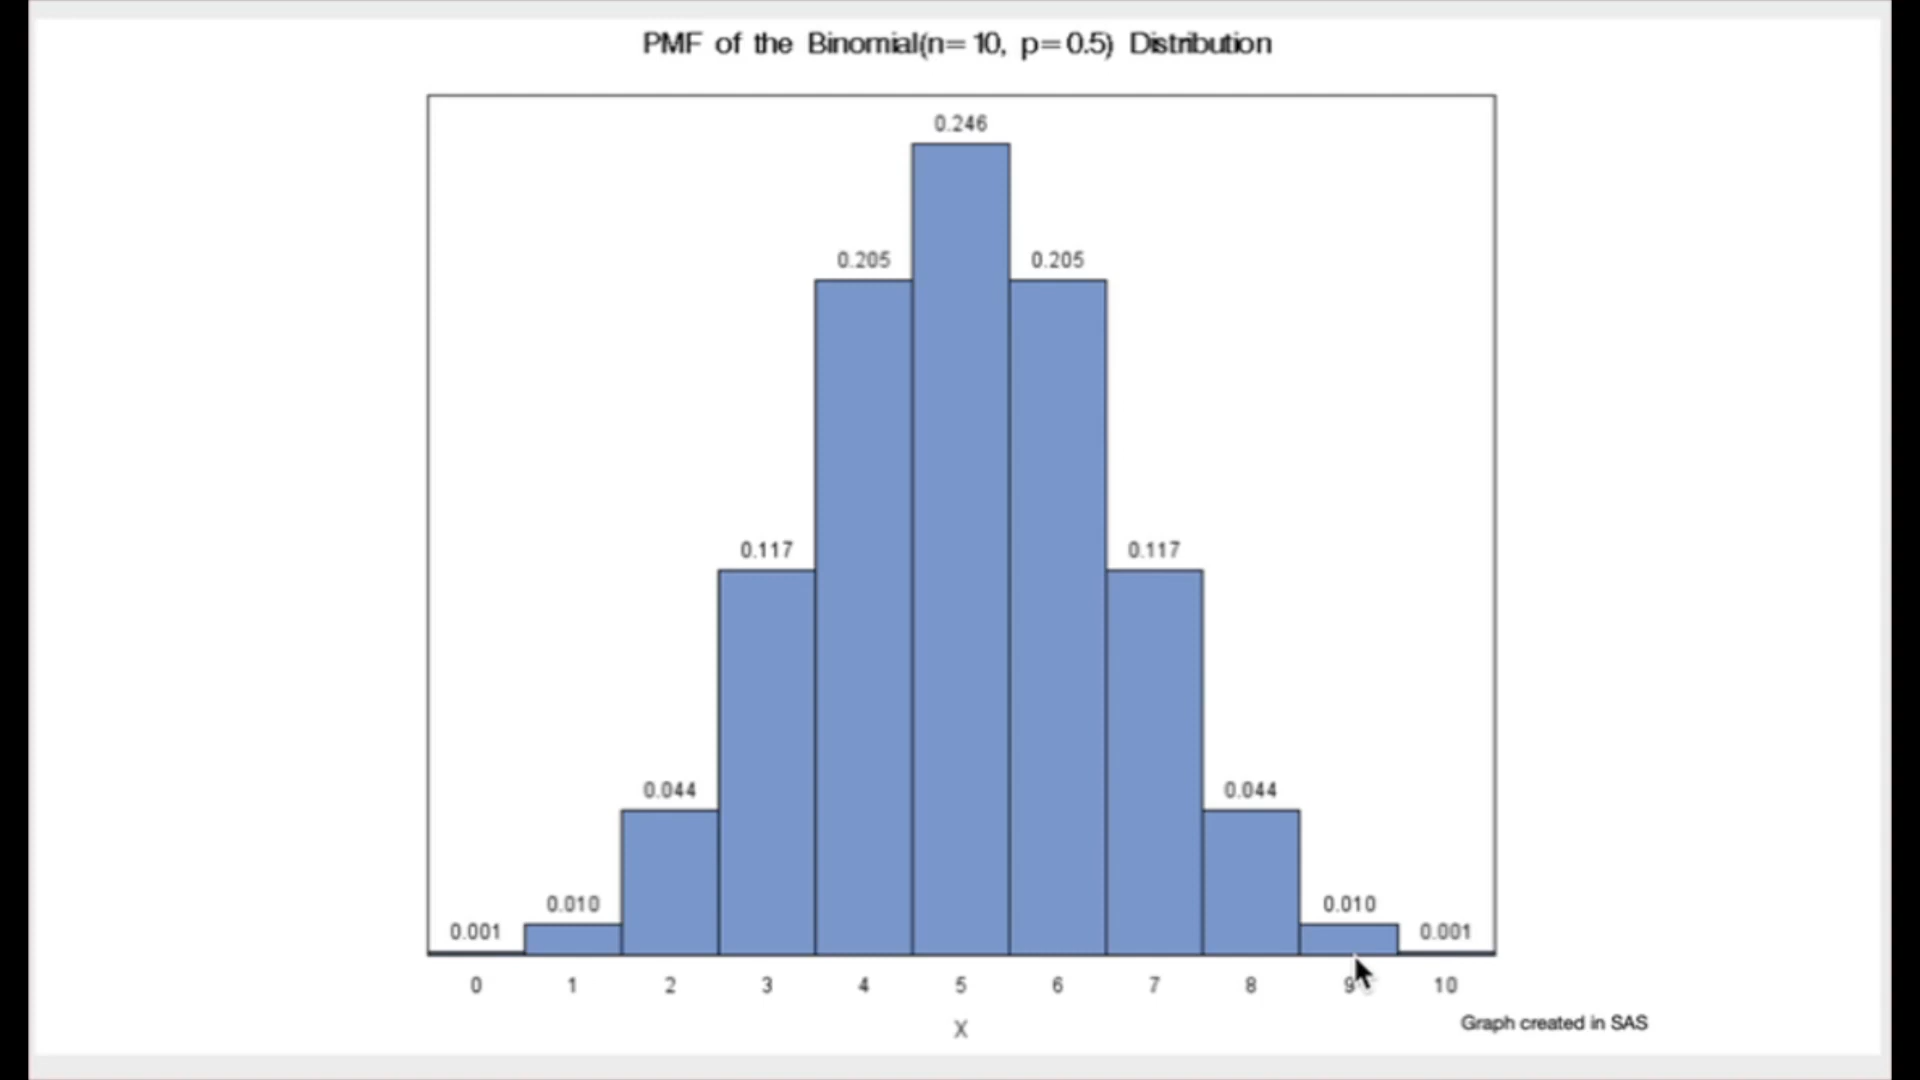 PMF of the Binomial(n=10, p=0.5) Distribution
0.246
0.205 0.205
0.117 0.117
0.044 0.044
0.010 0.010
0.001 0.001
0 1 2 3 4 5 6 7 8 9 10
X
Graph created in SAS